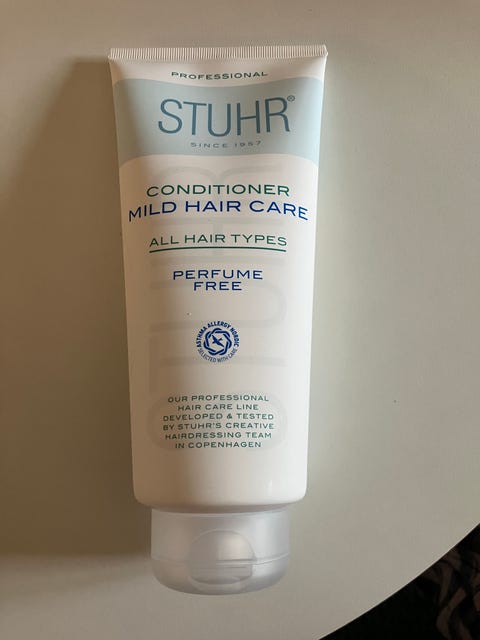 PROFESSIONAL
STUHR®
SINCE 1957
CONDITIONER
MILD HAIR CARE
ALL HAIR TYPES
PERFUME
FREE
ASTHMA ALLERGY NORDIC
SELECTED WITH CARE
OUR PROFESSIONAL
HAIR CARE LINE
DEVELOPED & TESTED
BY STUHR'S CREATIVE
HAIRDRESSING TEAM
IN COPENHAGEN